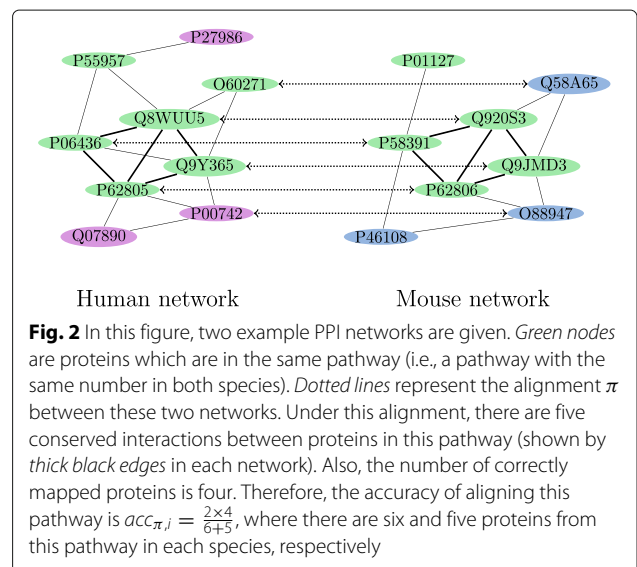 P27986
P55957
P01127
O60271
Q58A65
Q8WUU5
Q920S3
P06436
P58391
Q9Y365
Q9JMD3
P62805
P62806
P00742
O88947
Q07890
P46108
Human network
Mouse network
Fig. 2 In this figure, two example PPI networks are given. Green nodes
are proteins which are in the same pathway (i.e., a pathway with the
same number in both species). Dotted lines represent the alignment π
between these two networks. Under this alignment, there are five
conserved interactions between proteins in this pathway (shown by
thick black edges in each network). Also, the number of correctly
mapped proteins is four. Therefore, the accuracy of aligning this
pathway is acc_{π,i} = \frac{2×4}{6+5}, where there are six and five proteins from
this pathway in each species, respectively